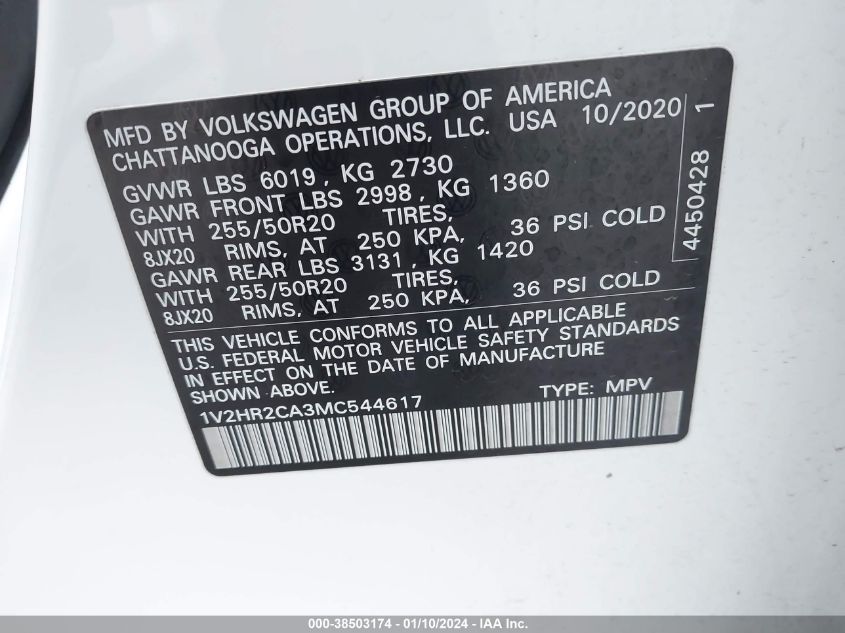 MFD BY VOLKSWAGEN GROUP OF AMERICA
CHATTANOOGA OPERATIONS, LLC. USA 10/2020
GVWR LBS 6019, KG 2730
GAWR FRONT LBS 2998, KG 1360
WITH 255/50R20 TIRES,
8JX20 RIMS, AT 250 KPA, 36 PSI COLD
GAWR REAR LBS 3131, KG 1420
WITH 255/50R20 TIRES,
8JX20 RIMS, AT 250 KPA, 36 PSI COLD
THIS VEHICLE CONFORMS TO ALL APPLICABLE
U.S. FEDERAL MOTOR VEHICLE SAFETY STANDARDS
IN EFFECT ON THE DATE OF MANUFACTURE
SHOWN ABOVE.
1V2HR2CA3MC544617 TYPE: MPV
4450428 1
000-38503174 - 01/10/2024 - IAA Inc.